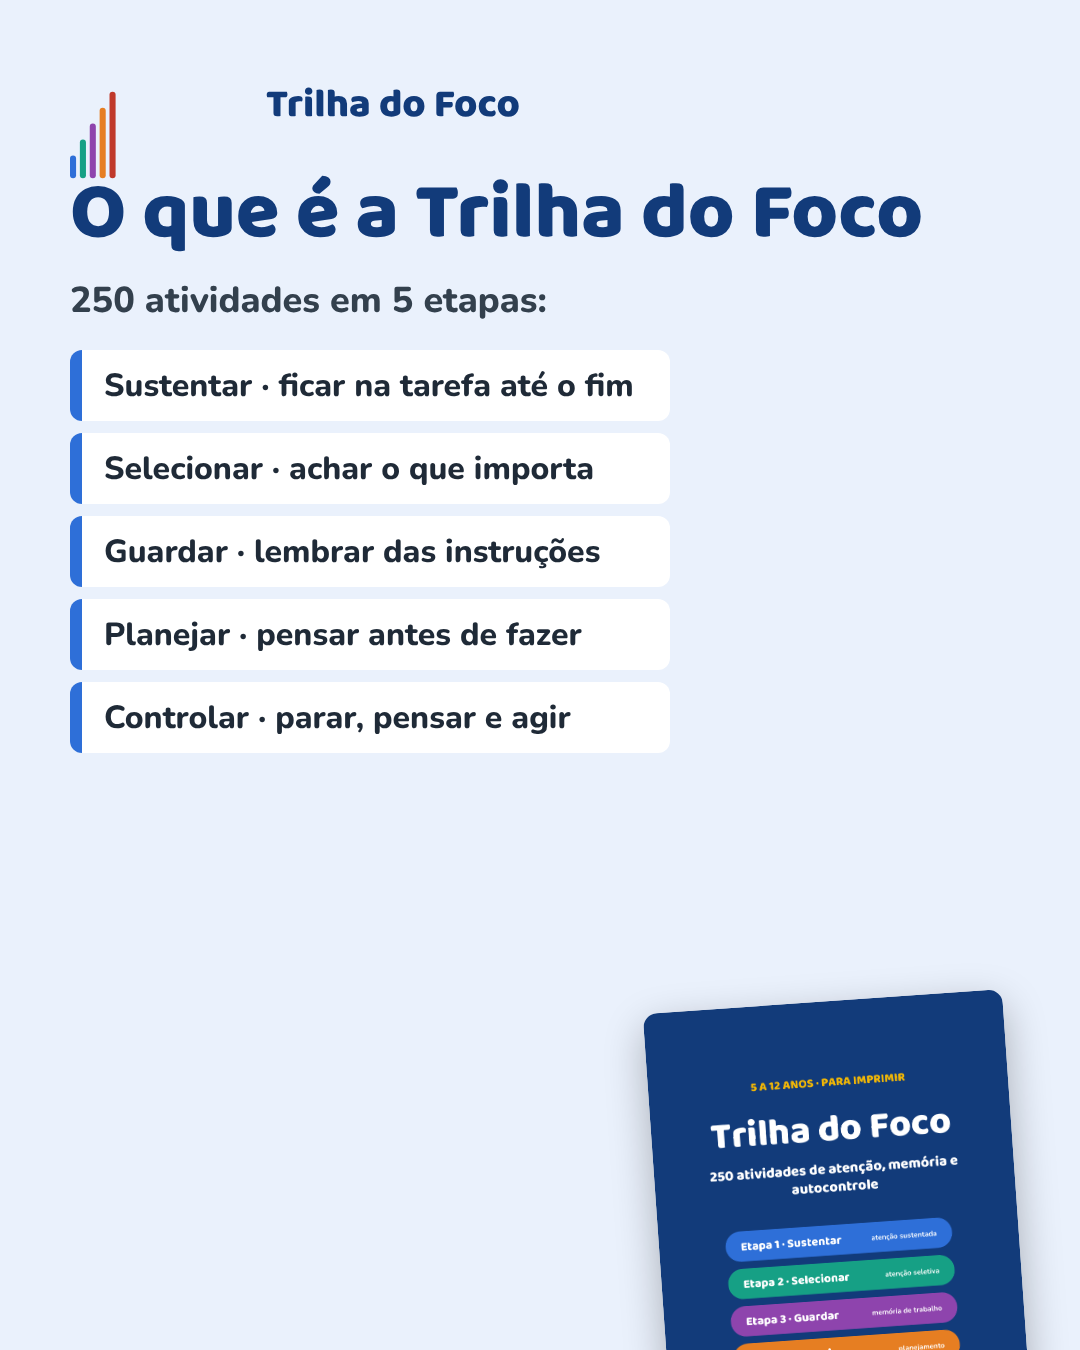 Trilha do Foco
O que é a Trilha do Foco
250 atividades em 5 etapas:
Sustentar · ficar na tarefa até o fim
Selecionar · achar o que importa
Guardar · lembrar das instruções
Planejar · pensar antes de fazer
Controlar · parar, pensar e agir
5 A 12 ANOS · PARA IMPRIMIR
Trilha do Foco
250 atividades de atenção, memória e
autocontrole
Etapa 1 · Sustentar atenção sustentada
Etapa 2 · Selecionar atenção seletiva
Etapa 3 · Guardar memória de trabalho
planejamento